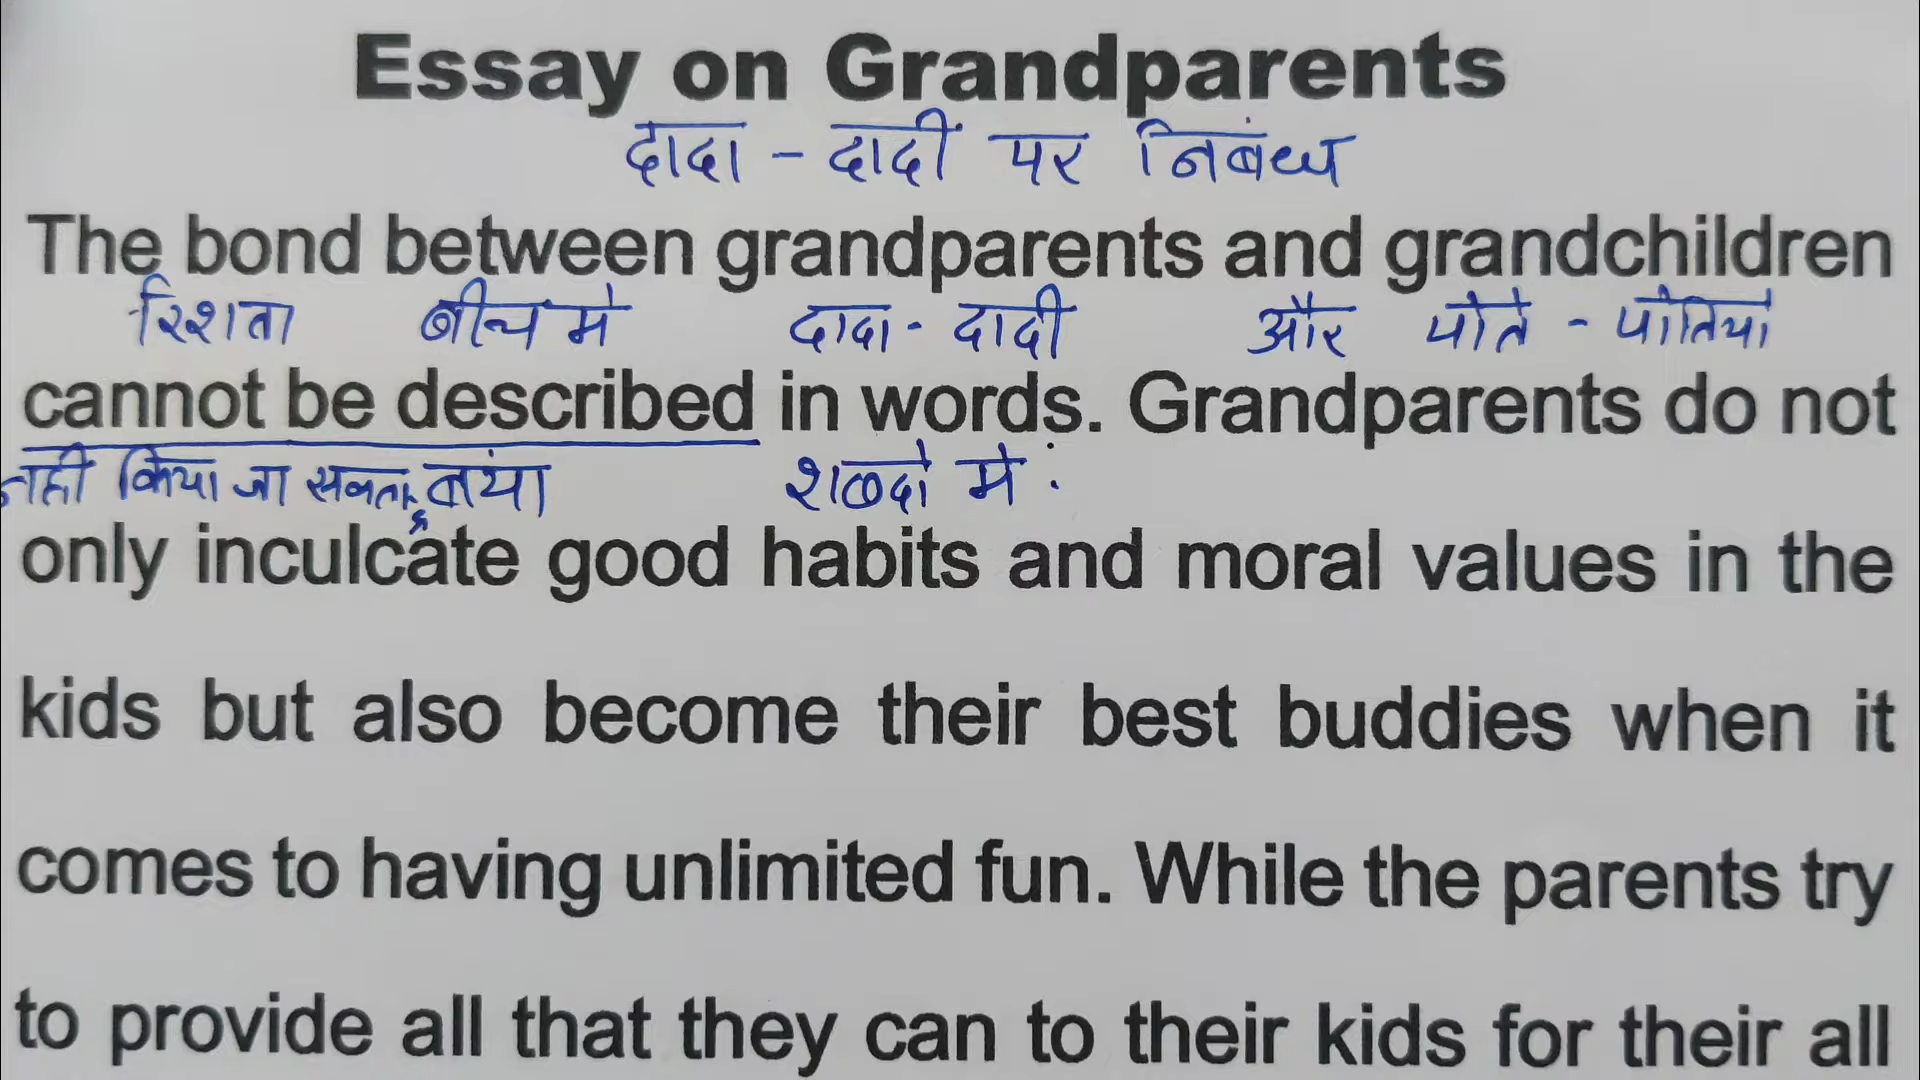 Essay on Grandparents
दादा - दादी पर निबंध
The bond between grandparents and grandchildren
रिशता बीच मे दादा - दादी और पोते - पोतियो
cannot be described in words. Grandparents do not
नही किया जा सकता बंया शब्दो मे :
only inculcate good habits and moral values in the
kids but also become their best buddies when it
comes to having unlimited fun. While the parents try
to provide all that they can to their kids for their all